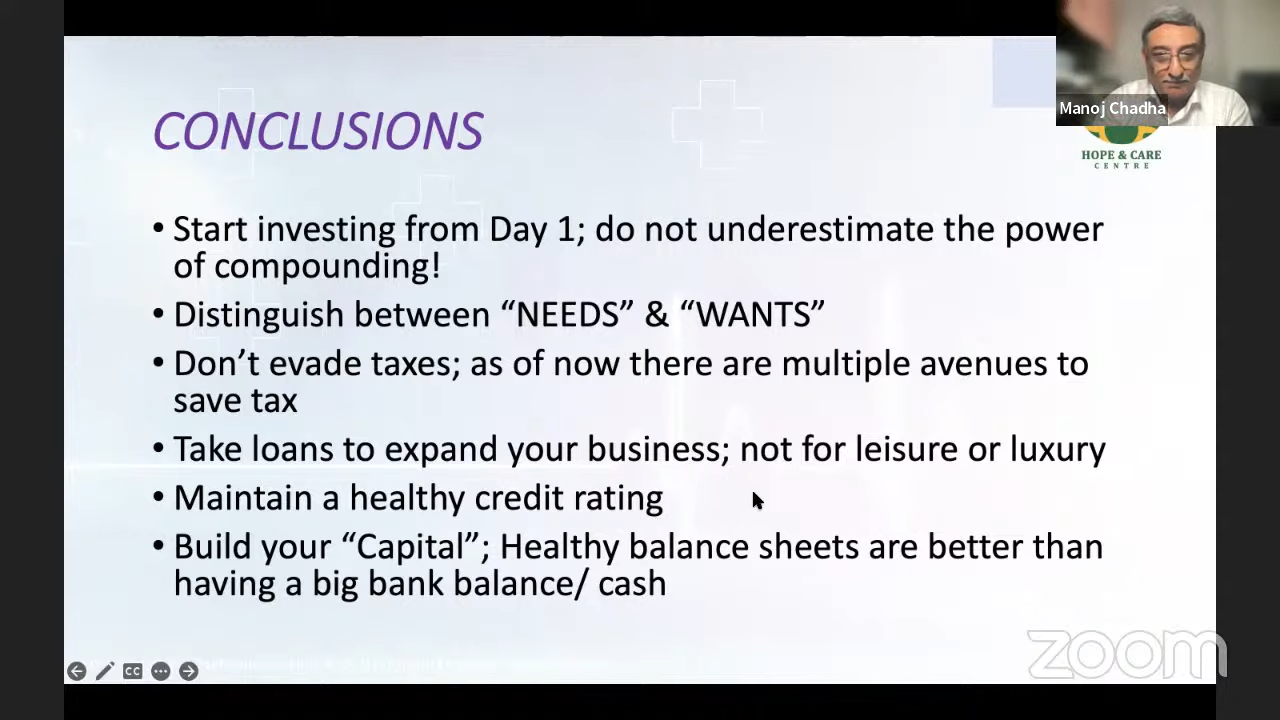 CONCLUSIONS
Manoj Chadha
HOPE & CARE
CENTRE
• Start investing from Day 1; do not underestimate the power
of compounding!
• Distinguish between “NEEDS” & “WANTS”
• Don’t evade taxes; as of now there are multiple avenues to
save tax
• Take loans to expand your business; not for leisure or luxury
• Maintain a healthy credit rating
• Build your “Capital”; Healthy balance sheets are better than
having a big bank balance/ cash
CC
zoom